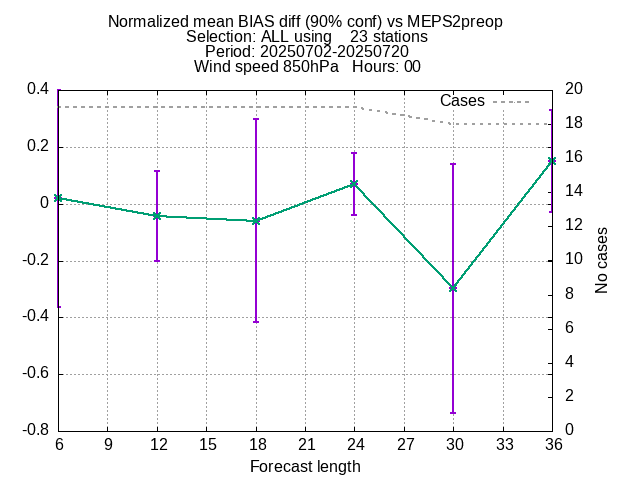 Normalized mean BIAS diff (90% conf) vs MEPS2preop
Selection: ALL using    23 stations
Period: 20250702-20250720
Wind speed 850hPa   Hours: 00
Cases
0.4
0.2
0
-0.2
-0.4
-0.6
-0.8
20
18
16
14
12
10
8
6
4
2
0
No cases
6 9 12 15 18 21 24 27 30 33 36
Forecast length